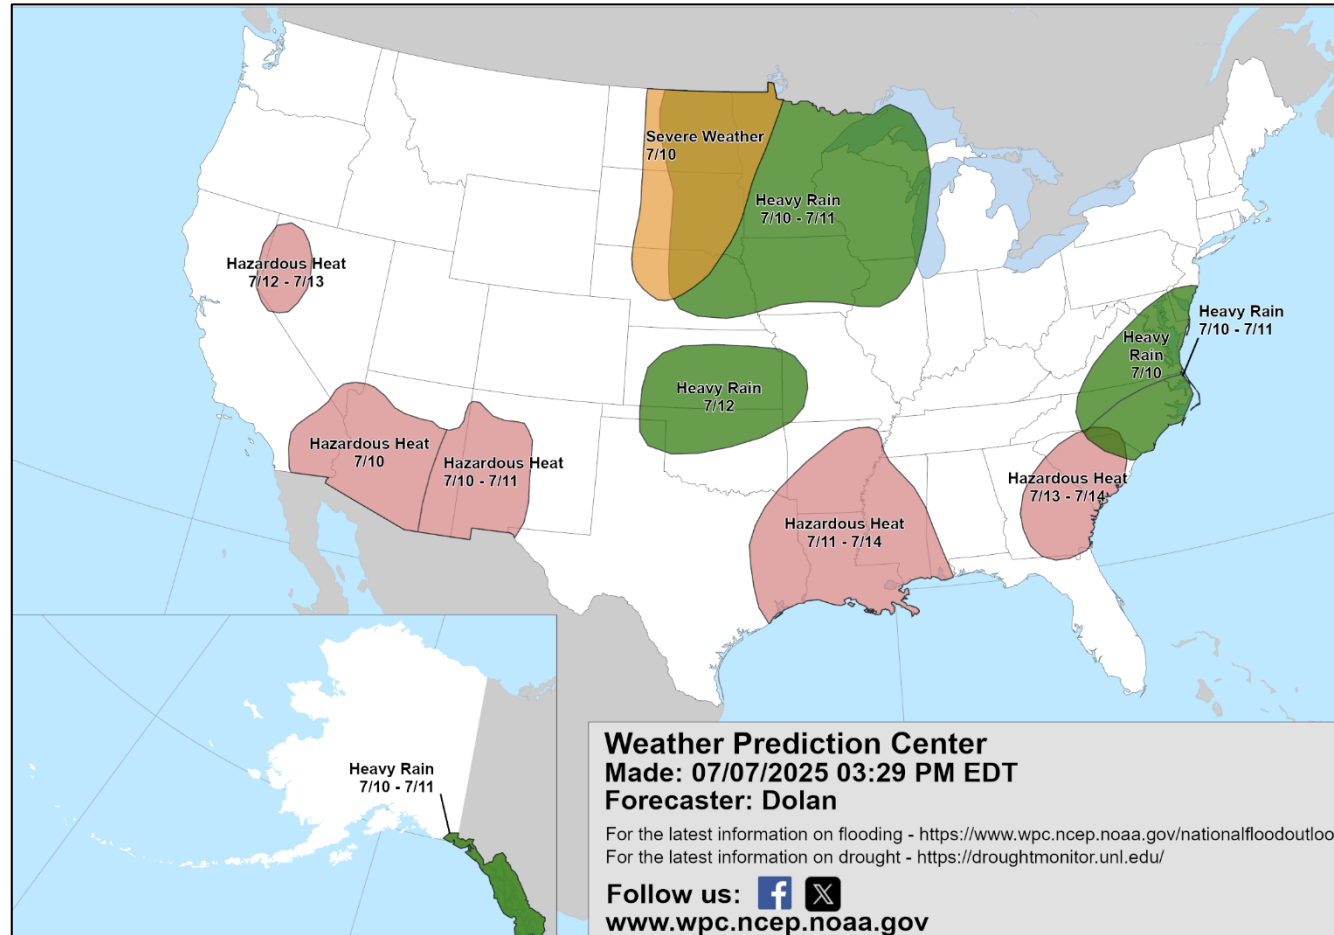 Severe Weather
7/10
Heavy Rain
7/10 - 7/11
Hazardous Heat
7/12 - 7/13
Heavy Rain
7/10 - 7/11
Heavy
Rain
7/10
Heavy Rain
7/12
Hazardous Heat
7/10
Hazardous Heat
7/10 - 7/11
Hazardous Heat
7/13 - 7/14
Hazardous Heat
7/11 - 7/14
Heavy Rain
7/10 - 7/11
Weather Prediction Center
Made: 07/07/2025 03:29 PM EDT
Forecaster: Dolan
For the latest information on flooding - https://www.wpc.ncep.noaa.gov/nationalfloodoutloo
For the latest information on drought - https://droughtmonitor.unl.edu/
Follow us:
www.wpc.ncep.noaa.gov